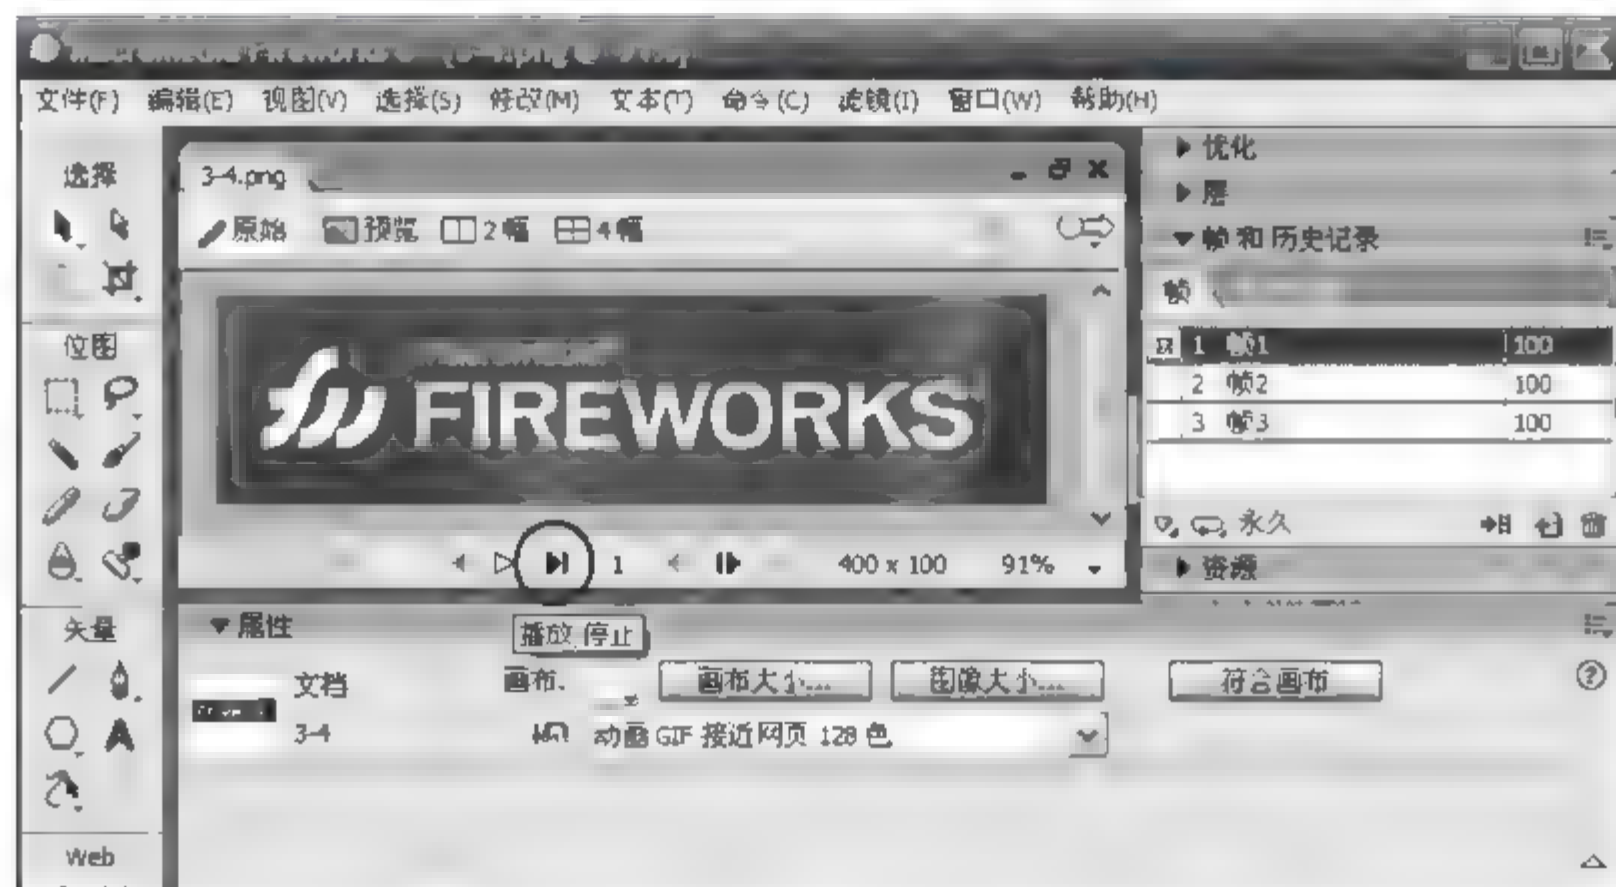 文件(F) 编辑(E) 视图(V) 选择(S) 修改(M) 文本(T) 命令(C) 滤镜(I) 窗口(W) 帮助(H)
选择
位图
矢量
Web
3-4.png
原始 预览 2幅 4幅
FIREWORKS
1 400 x 100 91%
播放 停止
优化
层
帧和历史记录
帧
1 帧1 100
2 帧2 100
3 帧3 100
永久
资源
属性
文档
3-4
画布
画布大小... 图像大小... 符合画布
动画 GIF 接近网页 128 色